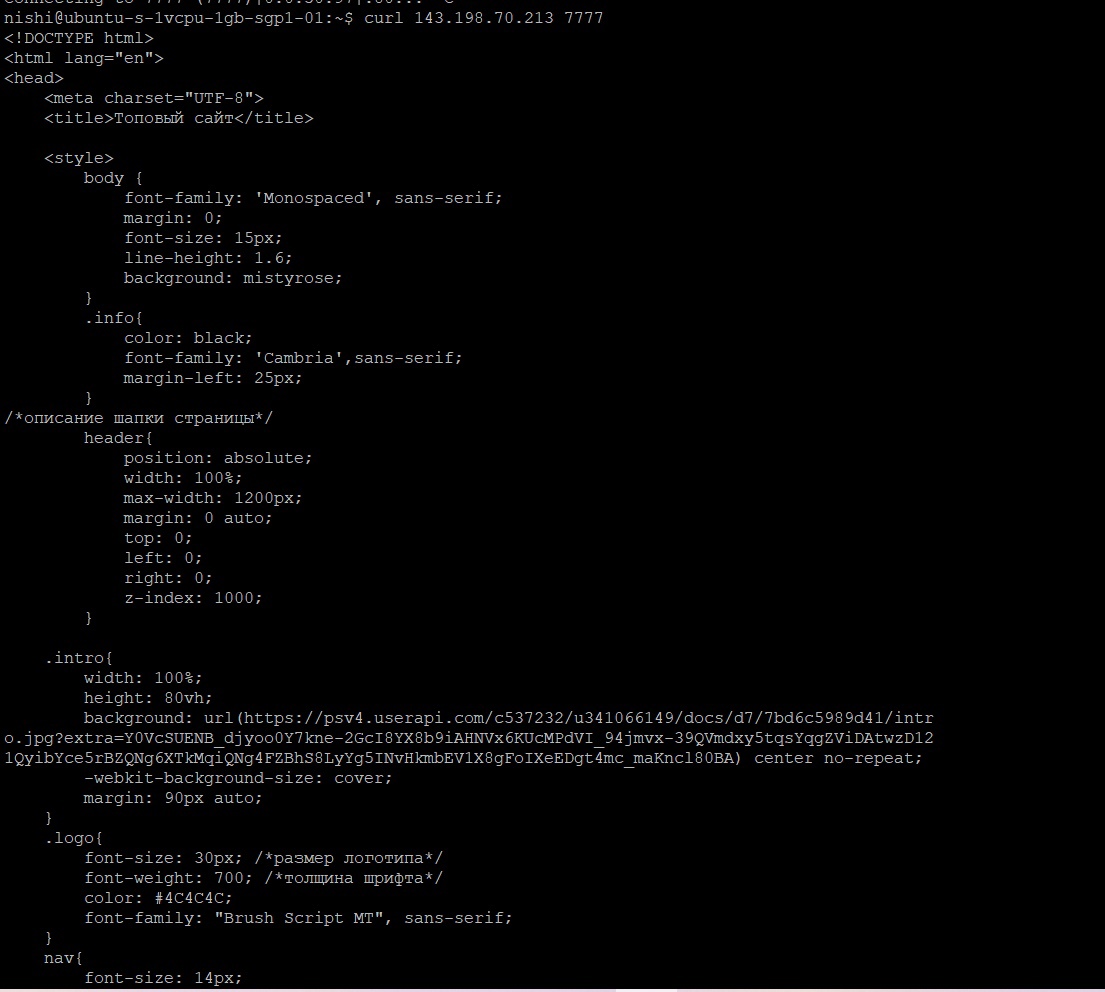 nishi@ubuntu-s-1vcpu-1gb-sgp1-01:~$ curl 143.198.70.213 7777
<!DOCTYPE html>
<html lang="en">
<head>
    <meta charset="UTF-8">
    <title>Топовый сайт</title>

    <style>
        body {
            font-family: 'Monospaced', sans-serif;
            margin: 0;
            font-size: 15px;
            line-height: 1.6;
            background: mistyrose;
        }
        .info{
            color: black;
            font-family: 'Cambria',sans-serif;
            margin-left: 25px;
        }
/*описание шапки страницы*/
        header{
            position: absolute;
            width: 100%;
            max-width: 1200px;
            margin: 0 auto;
            top: 0;
            left: 0;
            right: 0;
            z-index: 1000;
        }

    .intro{
        width: 100%;
        height: 80vh;
        background: url(https://psv4.userapi.com/c537232/u341066149/docs/d7/7bd6c5989d41/intr
o.jpg?extra=Y0VcSUENB_djyoo0Y7kne-2GcI8YX8b9iAHNVx6KUcMPdVI_94jmvx-39QVmdxy5tqsYqgZViDAtwzD12
1QyibYce5rBZQNg6XTkMqiQNg4FZBhS8LyYg5INvHkmbEV1X8gFoIXeEDgt4mc_maKncl80BA) center no-repeat;
        -webkit-background-size: cover;
        margin: 90px auto;
    }
    .logo{
        font-size: 30px; /*размер логотипа*/
        font-weight: 700; /*толщина шрифта*/
        color: #4C4C4C;
        font-family: "Brush Script MT", sans-serif;
    }
    nav{
        font-size: 14px;